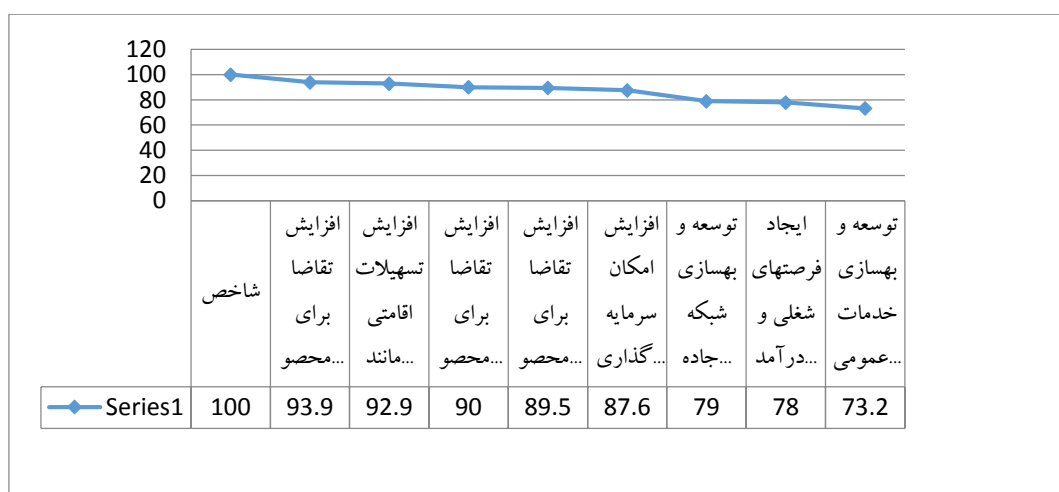 120
100
80
60
40
20
0
شاخص
افزایش
تقاضا
برای
محصو...
افزایش
تسهیلات
اقامتی
مانند...
افزایش
تقاضا
برای
محصو...
افزایش
تقاضا
برای
محصو...
افزایش
امکان
سرمایه
گذاری...
توسعه و
بهسازی
شبکه
جاده...
ایجاد
فرصتهای
شغلی و
درآمد...
توسعه و
بهسازی
خدمات
عمومی...
Series1 100 93.9 92.9 90 89.5 87.6 79 78 73.2